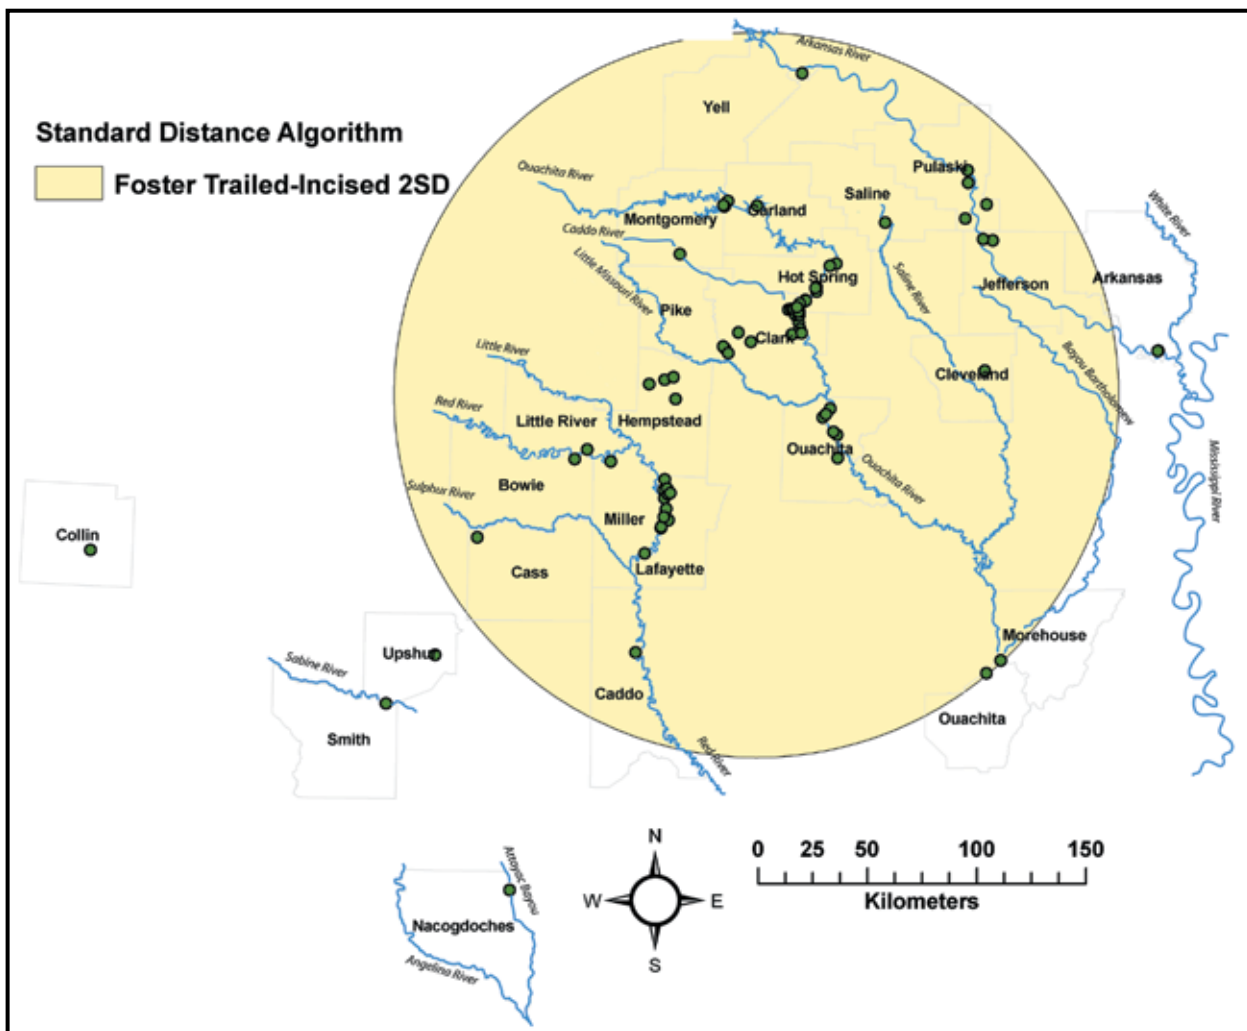 Arkansas River
Standard Distance Algorithm
Foster Trailed-Incised 2SD
Yell
Pulaski
Ouachita River
Saline
White River
Montgomery
Garland
Caddo River
Little Missouri River
Hot Spring
Saline River
Arkansas
Jefferson
Pike
Clark
Little River
Bayou Bartholomew
Cleveland
Red River
Little River
Hempstead
Ouachita
Mississippi River
Bowie
Sulphur River
Ouachita River
Miller
Collin
Cass
Lafayette
Morehouse
Upshur
Sabine River
Caddo
Ouachita
Smith
Red River
N
W
E
S
0 25 50 100 150
Kilometers
Attoyac Bayou
Nacogdoches
Angelina River